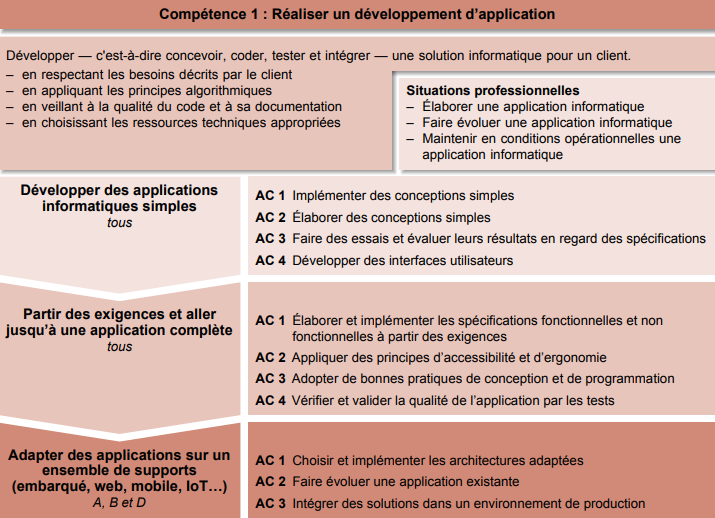 Compétence 1 : Réaliser un développement d'application
Développer — c'est-à-dire concevoir, coder, tester et intégrer — une solution informatique pour un client.
– en respectant les besoins décrits par le client
– en appliquant les principes algorithmiques
– en veillant à la qualité du code et à sa documentation
– en choisissant les ressources techniques appropriées
Situations professionnelles
– Élaborer une application informatique
– Faire évoluer une application informatique
– Maintenir en conditions opérationnelles une
application informatique
Développer des applications
informatiques simples
tous
AC 1 Implémenter des conceptions simples
AC 2 Élaborer des conceptions simples
AC 3 Faire des essais et évaluer leurs résultats en regard des spécifications
AC 4 Développer des interfaces utilisateurs
Partir des exigences et aller
jusqu'à une application complète
tous
AC 1 Élaborer et implémenter les spécifications fonctionnelles et non
fonctionnelles à partir des exigences
AC 2 Appliquer des principes d'accessibilité et d'ergonomie
AC 3 Adopter de bonnes pratiques de conception et de programmation
AC 4 Vérifier et valider la qualité de l'application par les tests
Adapter des applications sur un
ensemble de supports
(embarqué, web, mobile, IoT…)
A, B et D
AC 1 Choisir et implémenter les architectures adaptées
AC 2 Faire évoluer une application existante
AC 3 Intégrer des solutions dans un environnement de production